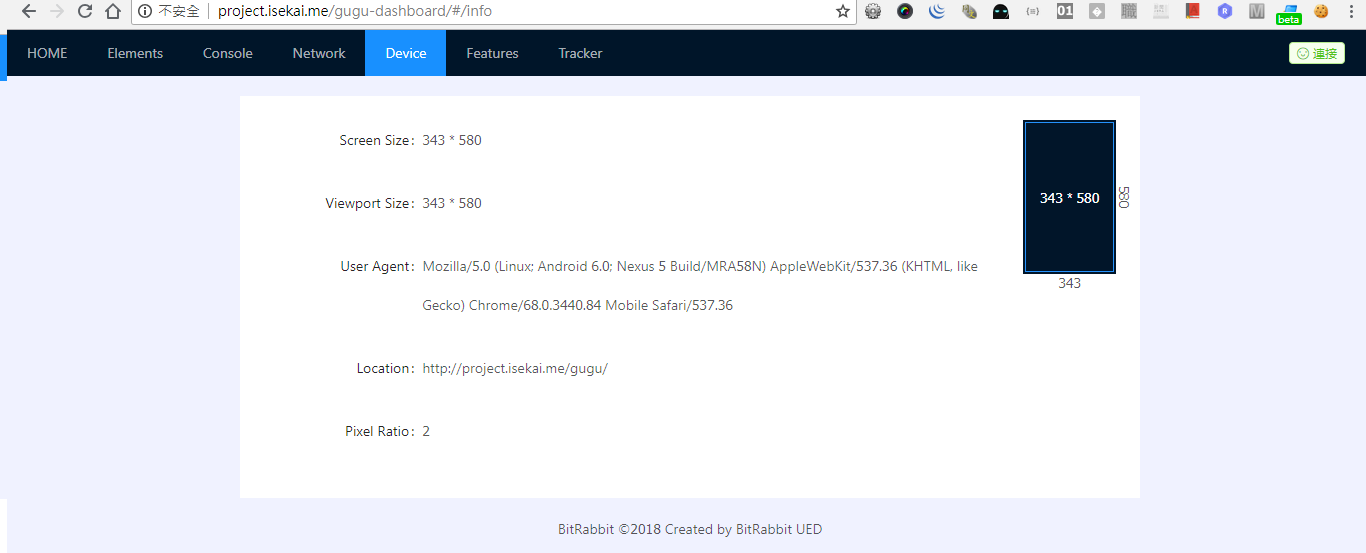 不安全 project.isekai.me/gugu-dashboard/#/info
01 R M beta
HOME Elements Console Network Device Features Tracker 連接
Screen Size: 343 * 580
Viewport Size: 343 * 580
User Agent: Mozilla/5.0 (Linux; Android 6.0; Nexus 5 Build/MRA58N) AppleWebKit/537.36 (KHTML, like
Gecko) Chrome/68.0.3440.84 Mobile Safari/537.36
Location: http://project.isekai.me/gugu/
Pixel Ratio: 2
343 * 580
580
343
BitRabbit ©2018 Created by BitRabbit UED